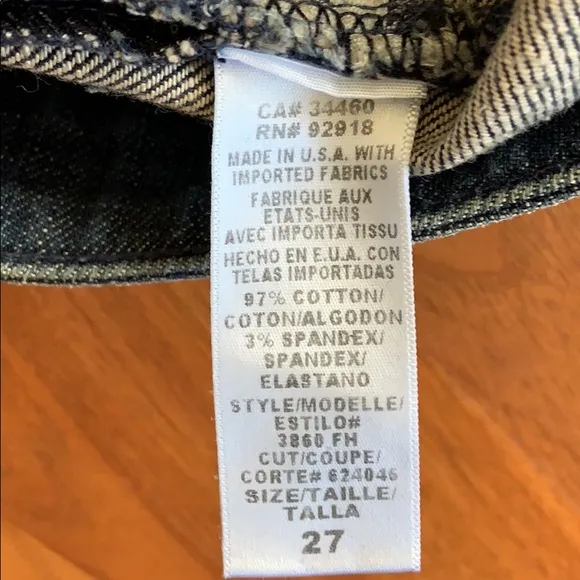 CA# 34460
RN# 92918
MADE IN U.S.A. WITH
IMPORTED FABRICS
FABRIQUE AUX
ETATS-UNIS
AVEC IMPORTA TISSU
HECHO EN E.U.A. CON
TELAS IMPORTADAS
97% COTTON/
COTON/ALGODON
3% SPANDEX/
SPANDEX/
ELASTANO
STYLE/MODELLE/
ESTILO#
3860 FH
CUT/COUPE/
CORTE# 624046
SIZE/TAILLE/
TALLA
27